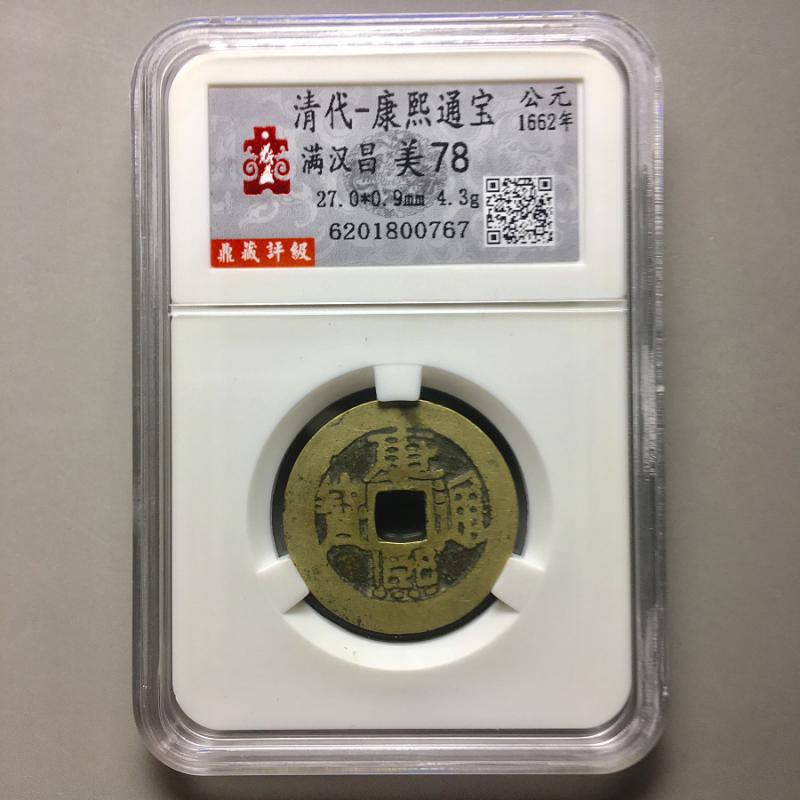 清代-康熙通宝
公元
1662年
满汉昌 美78
27.0*0.9mm 4.3g
6201800767
鼎藏評級
康熙通寳